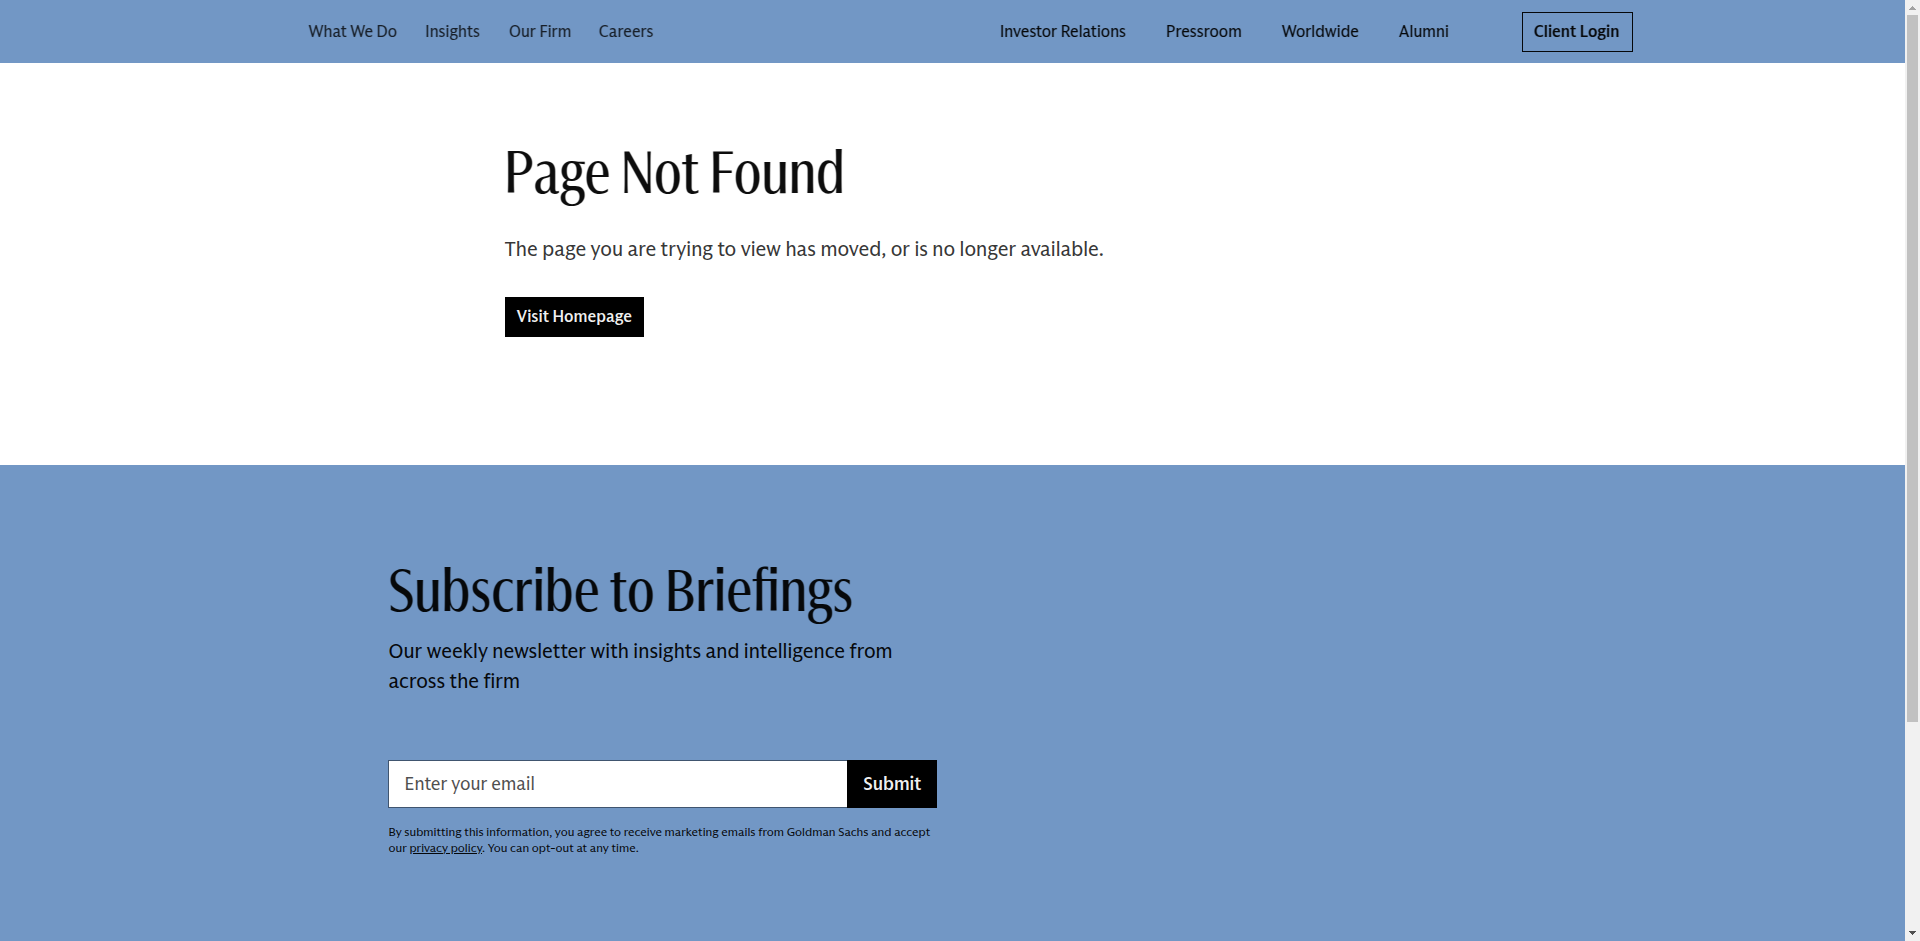 What We Do Insights Our Firm Careers Investor Relations Pressroom Worldwide Alumni Client Login
Page Not Found
The page you are trying to view has moved, or is no longer available.
Visit Homepage
Subscribe to Briefings
Our weekly newsletter with insights and intelligence from
across the firm
Enter your email Submit
By submitting this information, you agree to receive marketing emails from Goldman Sachs and accept
our privacy policy. You can opt-out at any time.